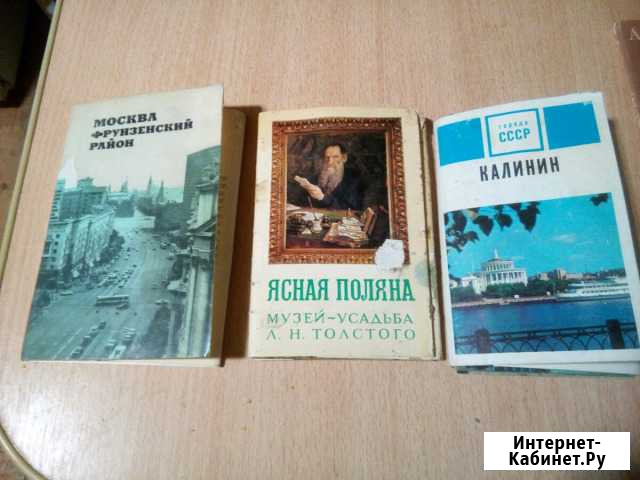 МОСКВА
ФРУНЗЕНСКИЙ
РАЙОН
ЯСНАЯ ПОЛЯНА
МУЗЕЙ-УСАДЬБА
Л. Н. ТОЛСТОГО
ГОРОДА
СССР
КАЛИНИН
Интернет-
Кабинет.Ру